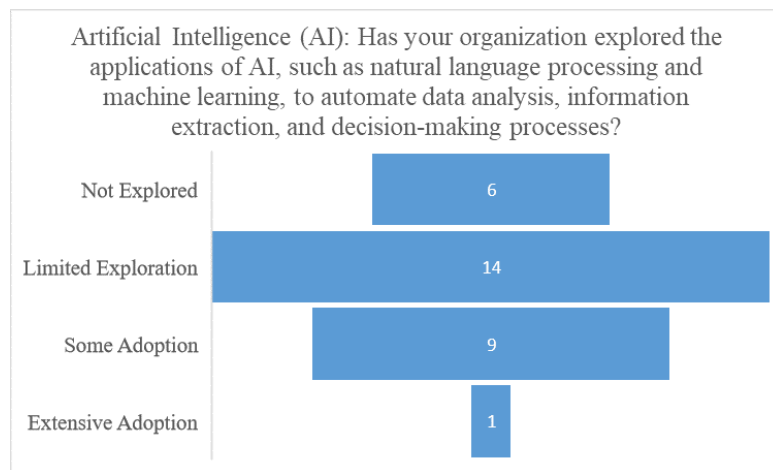 Artificial Intelligence (AI): Has your organization explored the
applications of AI, such as natural language processing and
machine learning, to automate data analysis, information
extraction, and decision-making processes?
Not Explored
6
Limited Exploration
14
Some Adoption
9
Extensive Adoption
1